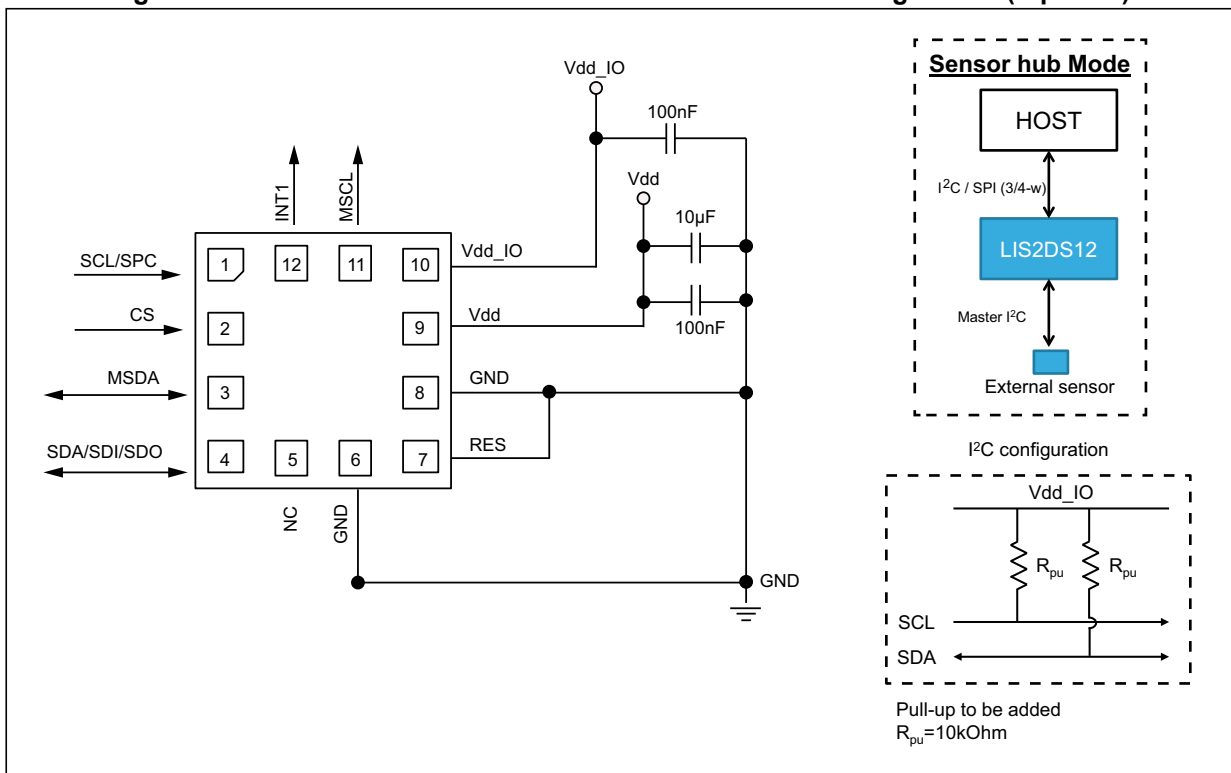 Vdd_IO
100nF
Vdd
10µF
100nF
INT1
MSCL
SCL/SPC
CS
MSDA
SDA/SDI/SDO
1
12
11
10
2
9
3
8
4
5
6
7
Vdd_IO
Vdd
GND
RES
NC
GND
GND
Sensor hub Mode
HOST
I²C / SPI (3/4-w)
LIS2DS12
Master I²C
External sensor
I²C configuration
Vdd_IO
Rpu
Rpu
SCL
SDA
Pull-up to be added
Rpu=10kOhm